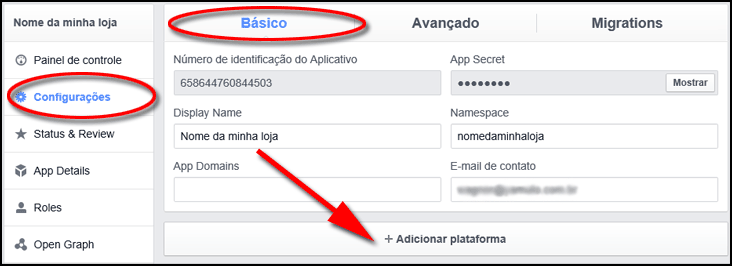 Nome da minha loja
Painel de controle
Configurações
Status & Review
App Details
Roles
Open Graph
Básico
Avançado
Migrations
Número de identificação do Aplicativo
App Secret
658644760844503
Mostrar
Display Name
Namespace
Nome da minha loja
nomedaminhaloja
App Domains
E-mail de contato
+ Adicionar plataforma